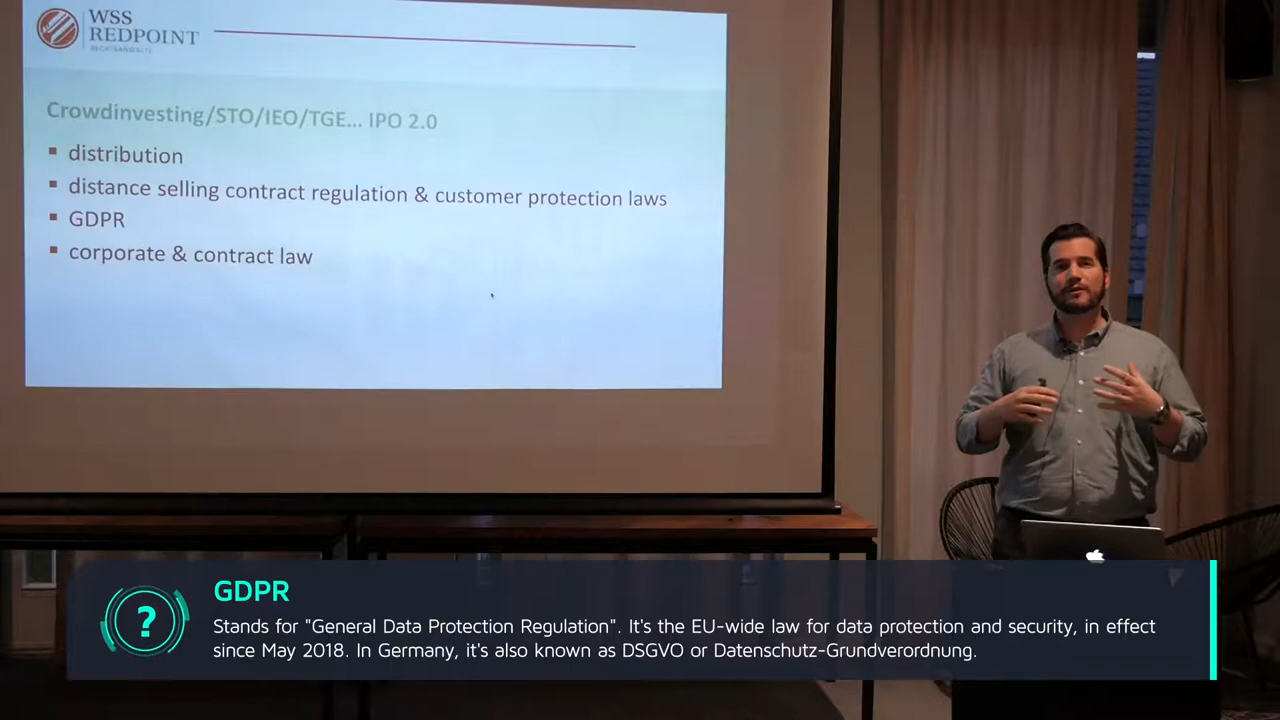 WSS
REDPOINT
RECHTSANWÄLTE
Crowdinvesting/STO/IEO/TGE... IPO 2.0
distribution
distance selling contract regulation & customer protection laws
GDPR
corporate & contract law
?
GDPR
Stands for "General Data Protection Regulation". It's the EU-wide law for data protection and security, in effect
since May 2018. In Germany, it's also known as DSGVO or Datenschutz-Grundverordnung.